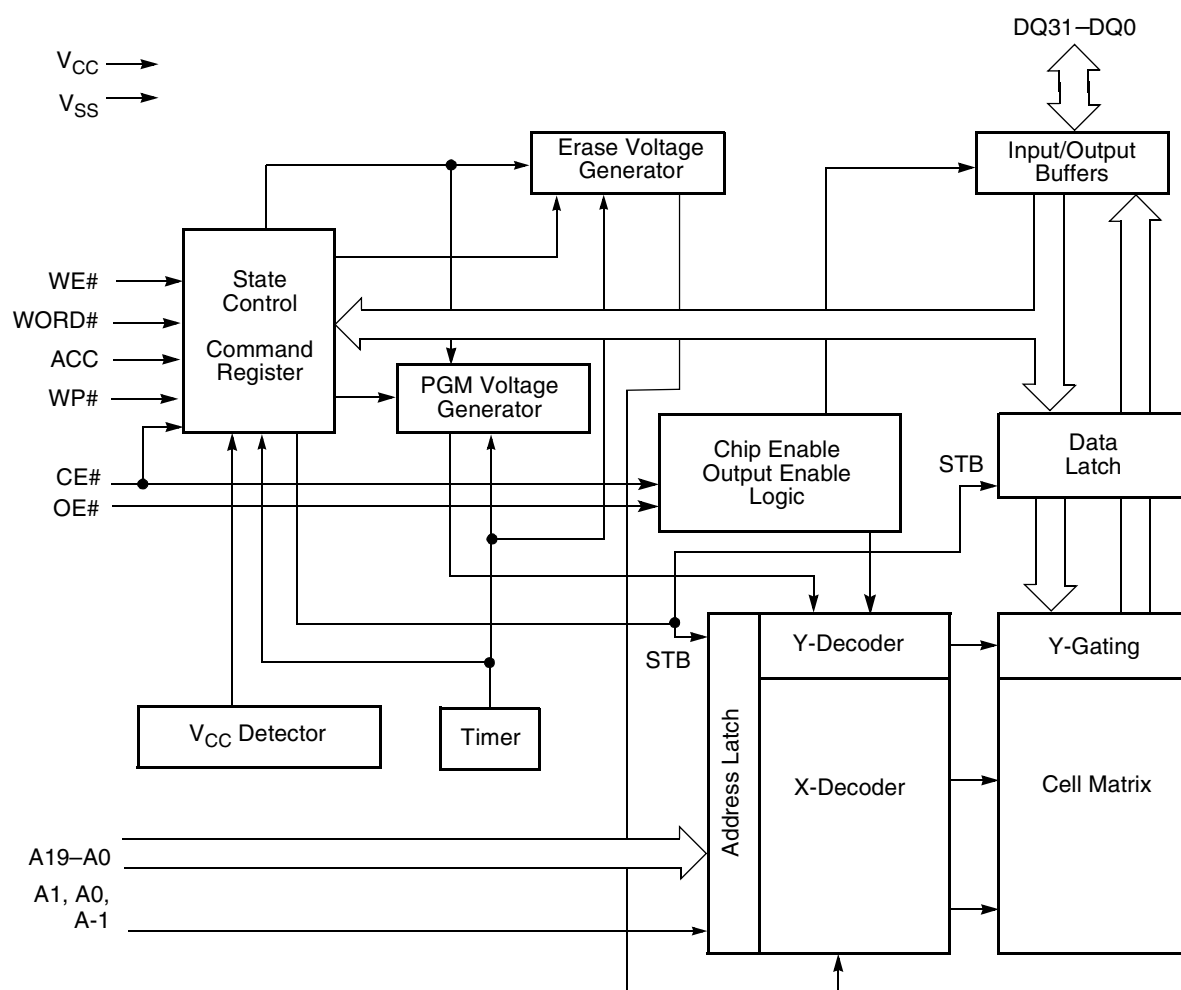 DQ31–DQ0
VCC
VSS
Erase Voltage
Generator
Input/Output
Buffers
WE#
WORD#
ACC
WP#
CE#
OE#
State
Control
Command
Register
PGM Voltage
Generator
Chip Enable
Output Enable
Logic
STB
Data
Latch
STB
Y-Decoder
Y-Gating
VCC Detector
Timer
Address Latch
X-Decoder
Cell Matrix
A19–A0
A1, A0,
A-1